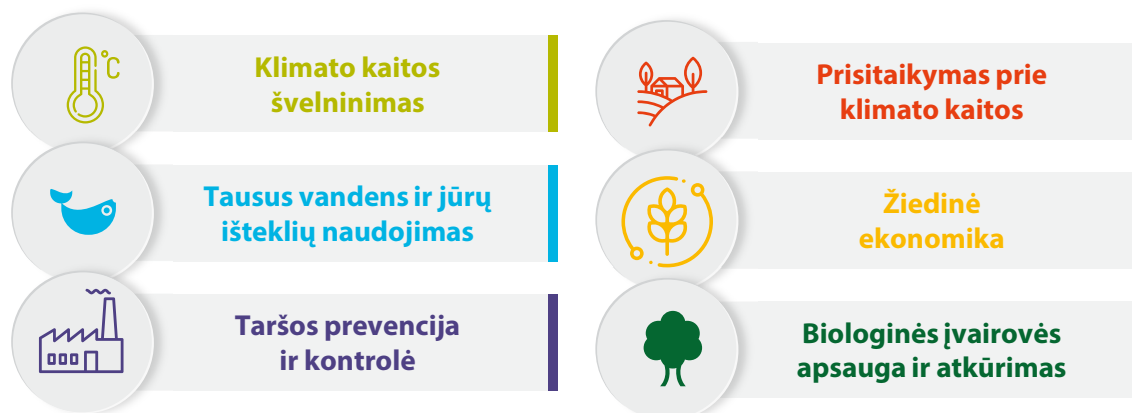 °C
Klimato kaitos
švelninimas
Prisitaikymas prie
klimato kaitos
Tausus vandens ir jūrų
išteklių naudojimas
Žiedinė
ekonomika
Taršos prevencija
ir kontrolė
Biologinės įvairovės
apsauga ir atkūrimas